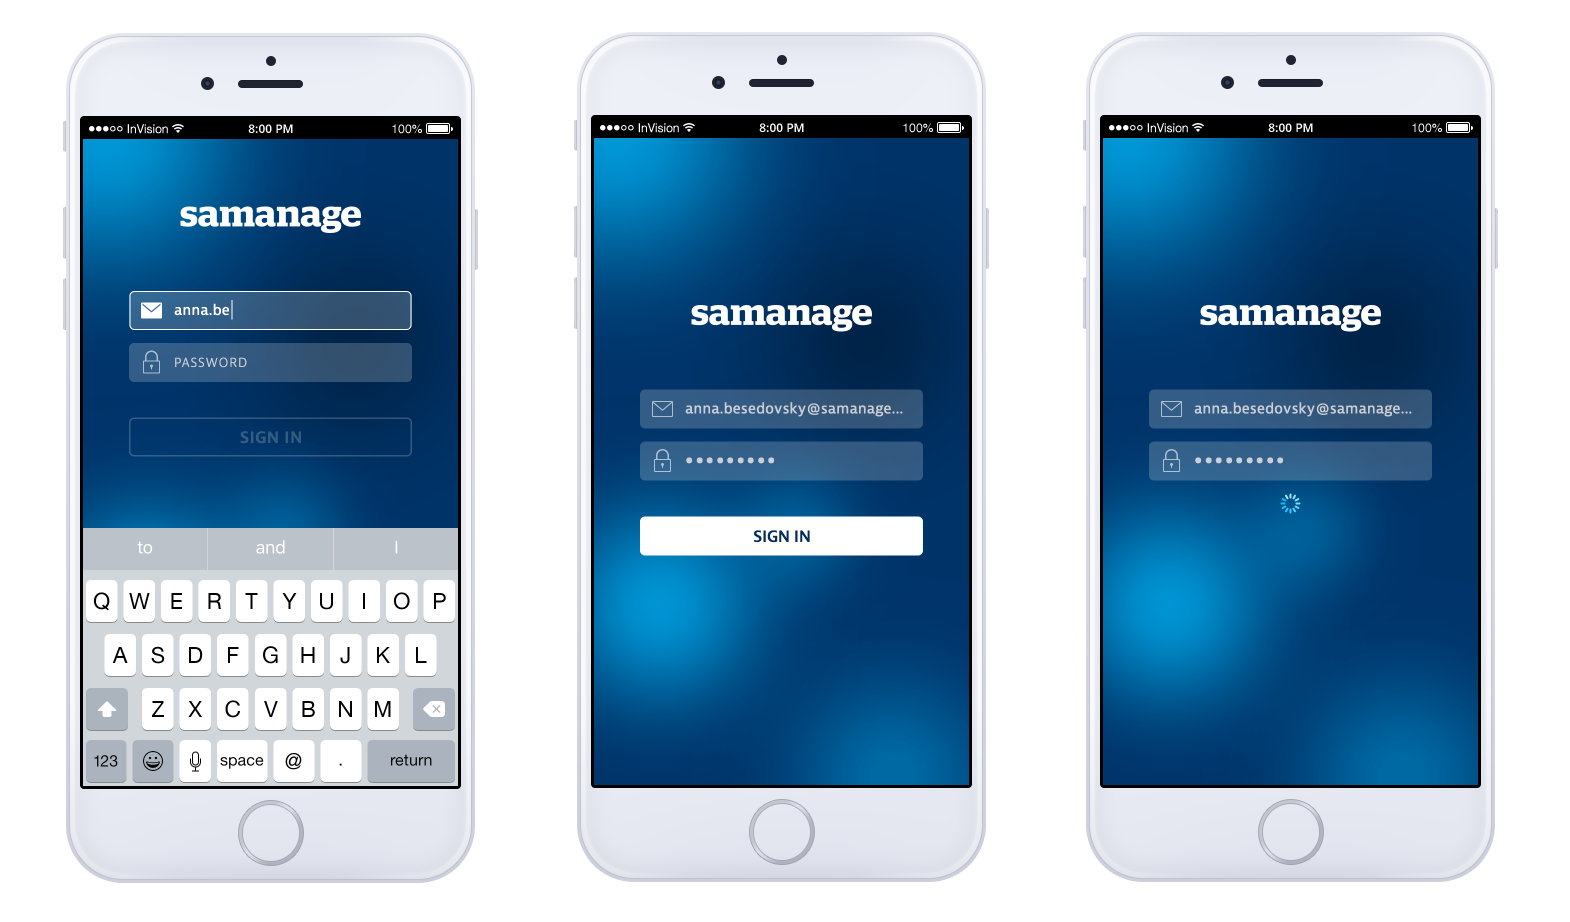 InVision 8:00 PM 100%
samanage
anna.be
PASSWORD
SIGN IN
to and I
Q W E R T Y U I O P
A S D F G H J K L
Z X C V B N M
123 space @ . return
InVision 8:00 PM 100%
samanage
anna.besedovsky@samanage...
•••••••••
SIGN IN
InVision 8:00 PM 100%
samanage
anna.besedovsky@samanage...
•••••••••